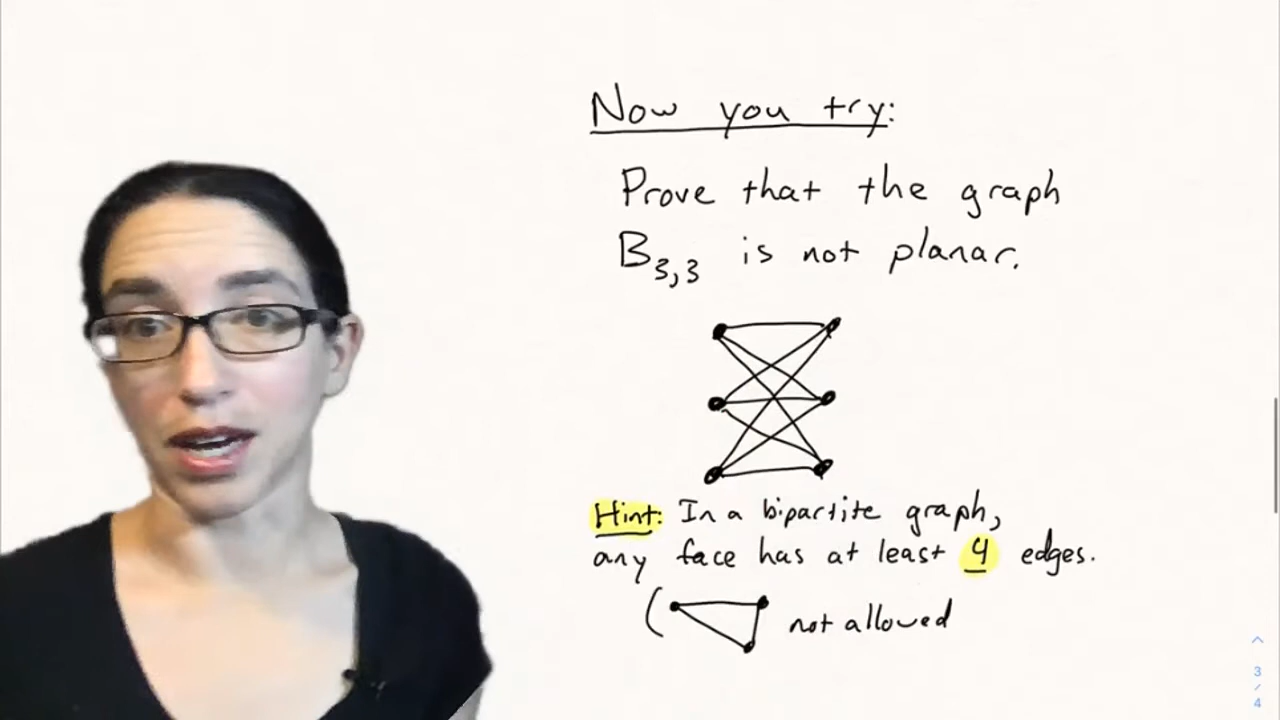 Now you try:
Prove that the graph
B3,3 is not planar.
Hint: In a bipartite graph,
any face has at least 4 edges.
( not allowed
3
/
4